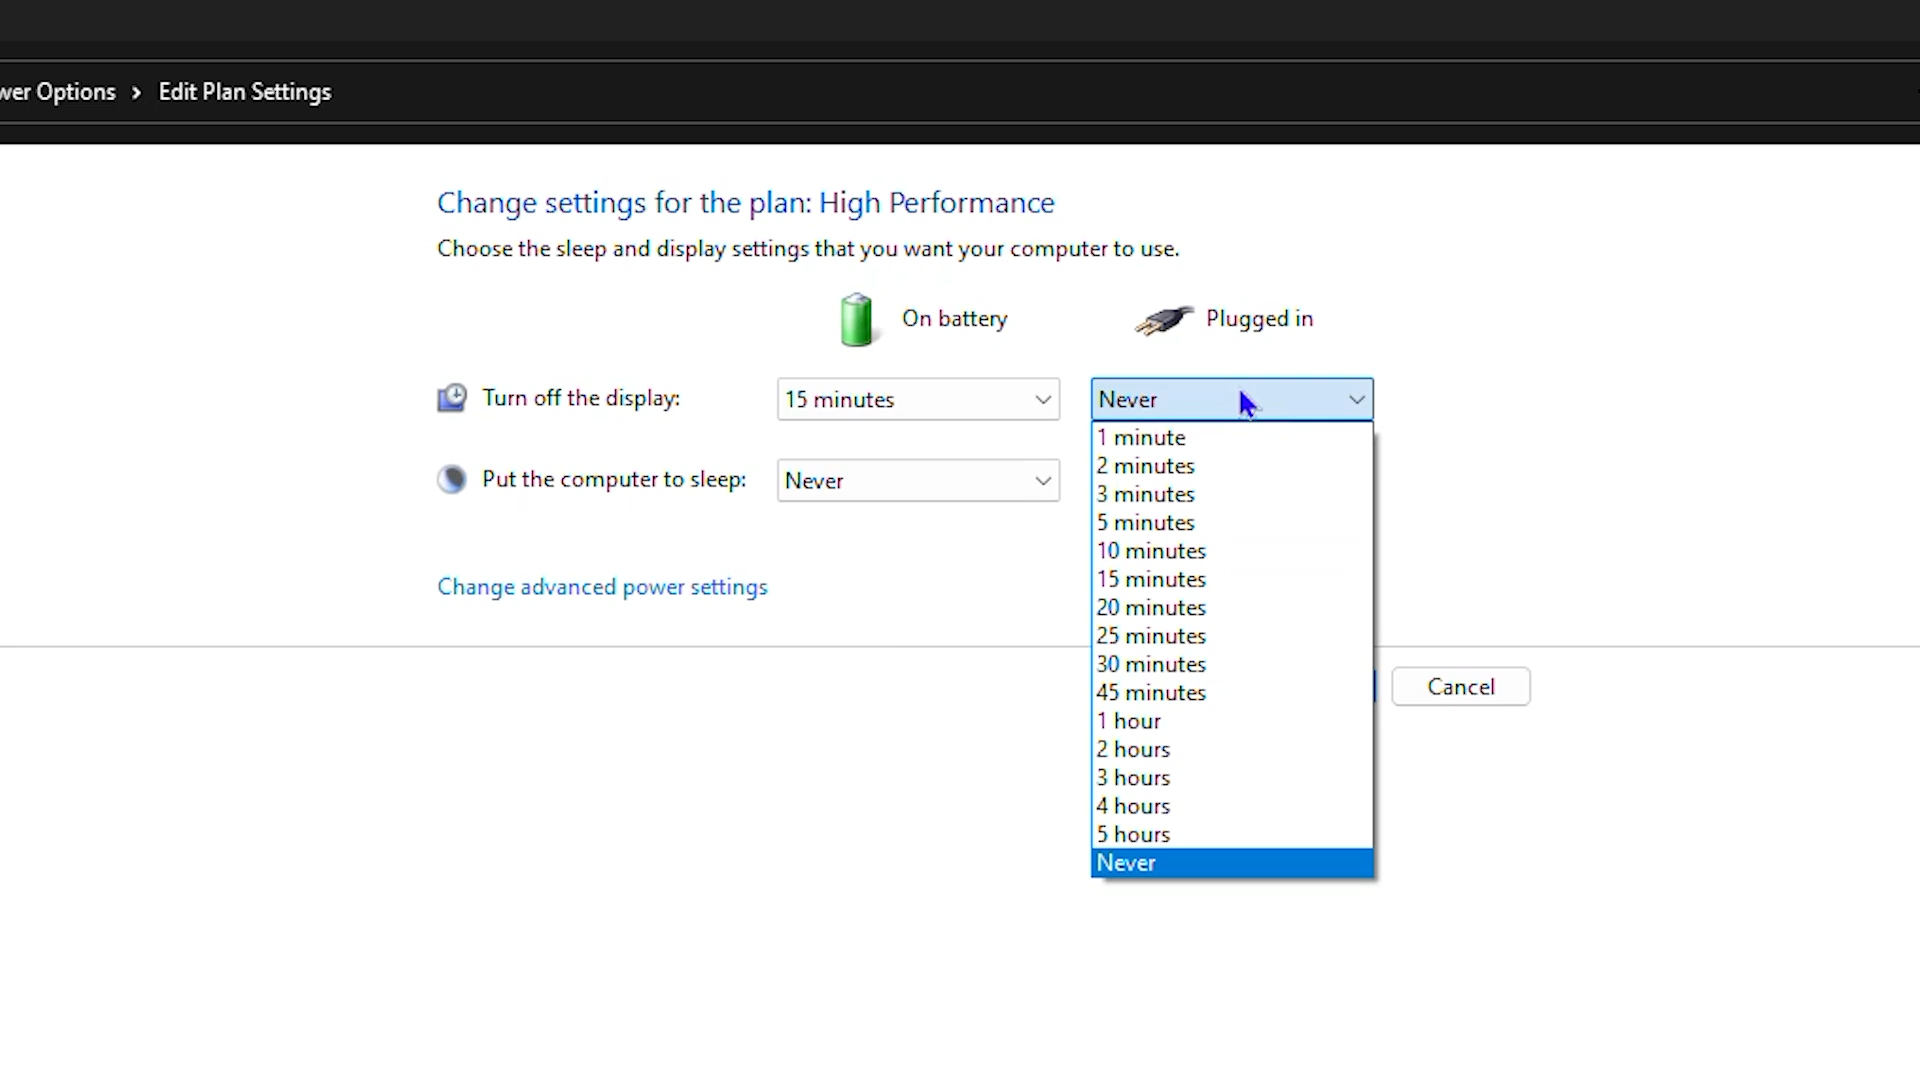 wer Options › Edit Plan Settings
Change settings for the plan: High Performance
Choose the sleep and display settings that you want your computer to use.
On battery Plugged in
Turn off the display: 15 minutes Never
Put the computer to sleep: Never
1 minute
2 minutes
3 minutes
5 minutes
10 minutes
15 minutes
20 minutes
25 minutes
30 minutes
45 minutes
1 hour
2 hours
3 hours
4 hours
5 hours
Never
Change advanced power settings
Cancel